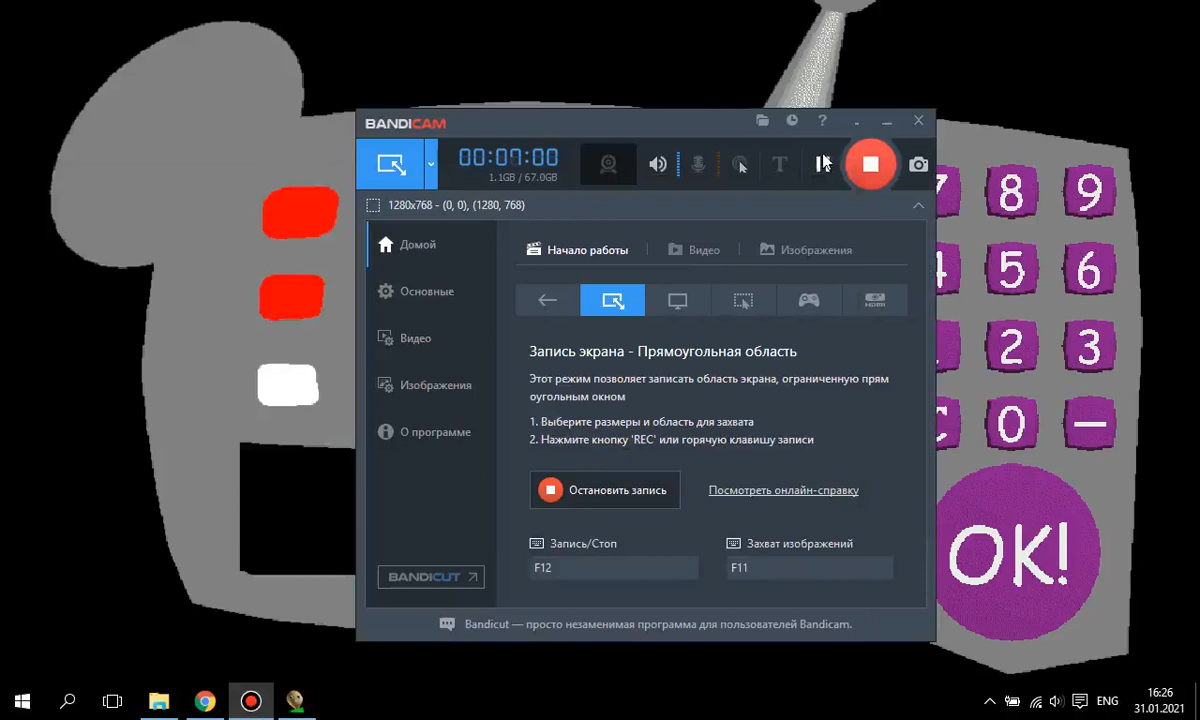 BANDICAM
?
00:07:00
1.1GB / 67.0GB
T
1280x768 - (0, 0), (1280, 768)
Домой
Основные
Видео
Изображения
О программе
BANDICUT
Начало работы
Видео
Изображения
HDMI
Запись экрана - Прямоугольная область
Этот режим позволяет записать область экрана, ограниченную прям
оугольным окном
1. Выберите размеры и область для захвата
2. Нажмите кнопку 'REC' или горячую клавишу записи
Остановить запись
Посмотреть онлайн-справку
Запись/Стоп
Захват изображений
F12
F11
Bandicut — просто незаменимая программа для пользователей Bandicam.
7 8 9
4 5 6
1 2 3
C 0 —
OK!
ENG
16:26
31.01.2021